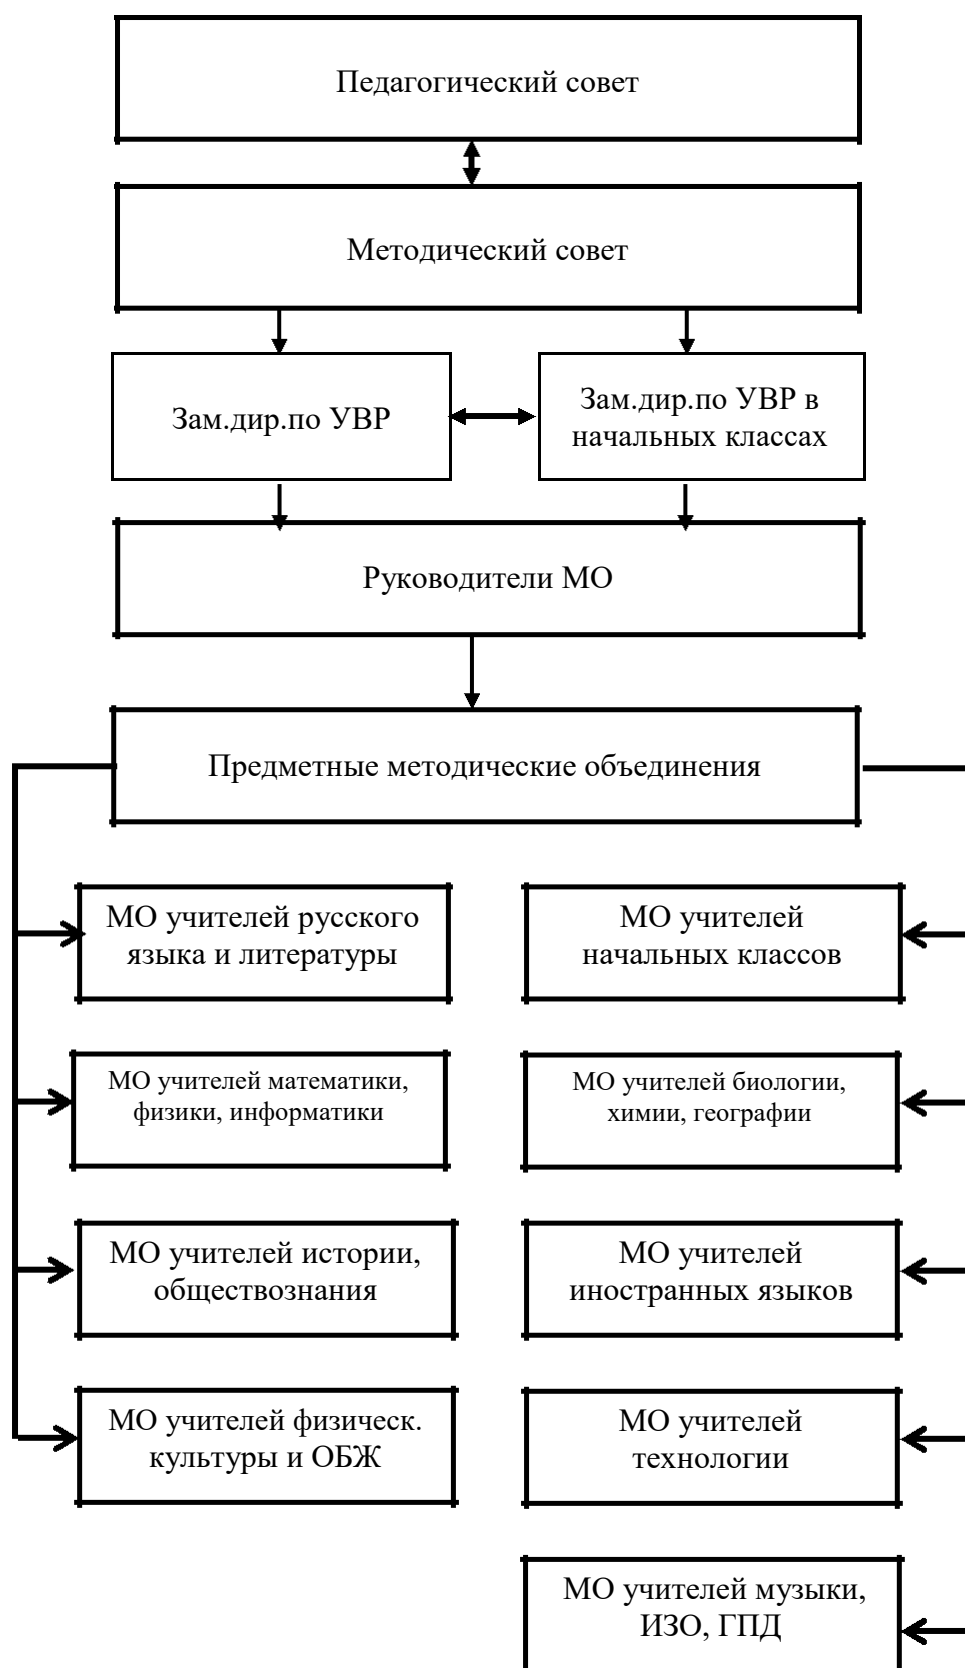 Педагогический совет
Методический совет
Зам.дир.по УВР
Зам.дир.по УВР в
начальных классах
Руководители МО
Предметные методические объединения
МО учителей русского
языка и литературы
МО учителей
начальных классов
МО учителей математики,
физики, информатики
МО учителей биологии,
химии, географии
МО учителей истории,
обществознания
МО учителей
иностранных языков
МО учителей физическ.
культуры и ОБЖ
МО учителей
технологии
МО учителей музыки,
ИЗО, ГПД